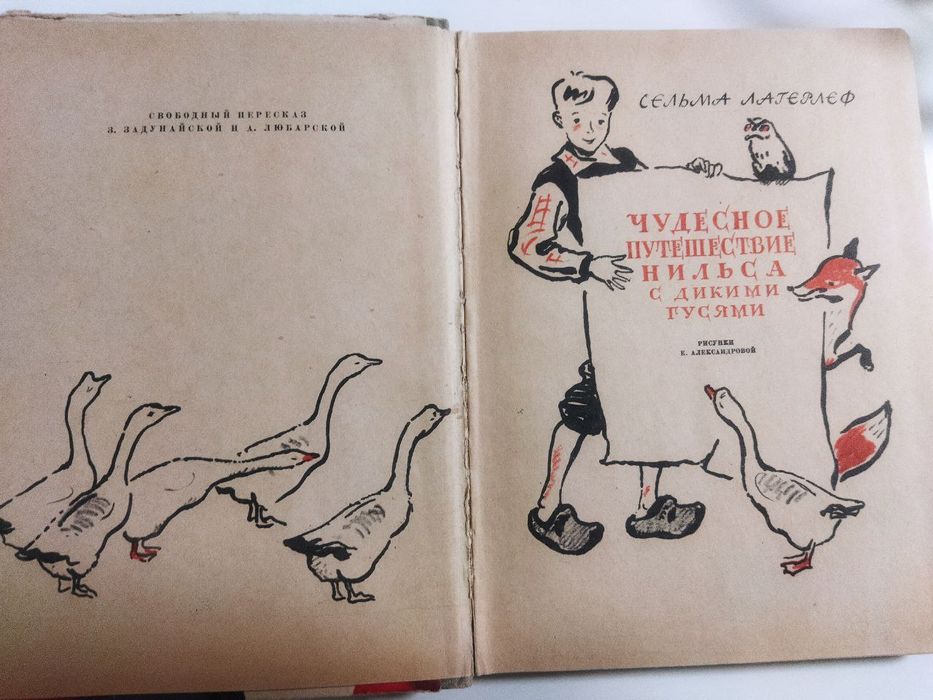 СВОБОДНЫЙ ПЕРЕСКАЗ
З. ЗАДУНАЙСКОЙ И А. ЛЮБАРСКОЙ
СЕЛЬМА ЛАГЕРЛЕФ
ЧУДЕСНОЕ
ПУТЕШЕСТВИЕ
НИЛЬСА
С ДИКИМИ
ГУСЯМИ
РИСУНКИ
Е. АЛЕКСАНДРОВОЙ